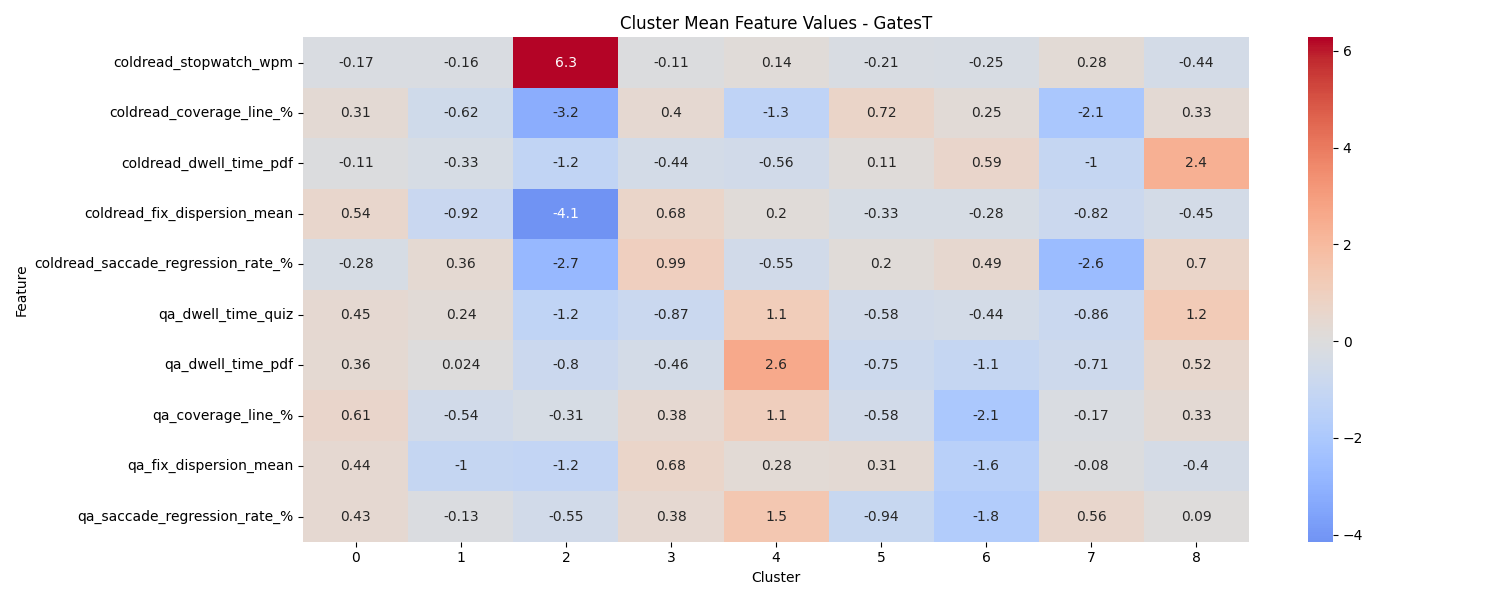 Cluster Mean Feature Values - GatesT
Feature
coldread_stopwatch_wpm -0.17 -0.16 6.3 -0.11 0.14 -0.21 -0.25 0.28 -0.44
coldread_coverage_line_% 0.31 -0.62 -3.2 0.4 -1.3 0.72 0.25 -2.1 0.33
coldread_dwell_time_pdf -0.11 -0.33 -1.2 -0.44 -0.56 0.11 0.59 -1 2.4
coldread_fix_dispersion_mean 0.54 -0.92 -4.1 0.68 0.2 -0.33 -0.28 -0.82 -0.45
coldread_saccade_regression_rate_% -0.28 0.36 -2.7 0.99 -0.55 0.2 0.49 -2.6 0.7
qa_dwell_time_quiz 0.45 0.24 -1.2 -0.87 1.1 -0.58 -0.44 -0.86 1.2
qa_dwell_time_pdf 0.36 0.024 -0.8 -0.46 2.6 -0.75 -1.1 -0.71 0.52
qa_coverage_line_% 0.61 -0.54 -0.31 0.38 1.1 -0.58 -2.1 -0.17 0.33
qa_fix_dispersion_mean 0.44 -1 -1.2 0.68 0.28 0.31 -1.6 -0.08 -0.4
qa_saccade_regression_rate_% 0.43 -0.13 -0.55 0.38 1.5 -0.94 -1.8 0.56 0.09
0 1 2 3 4 5 6 7 8
Cluster
6
4
2
0
−2
−4